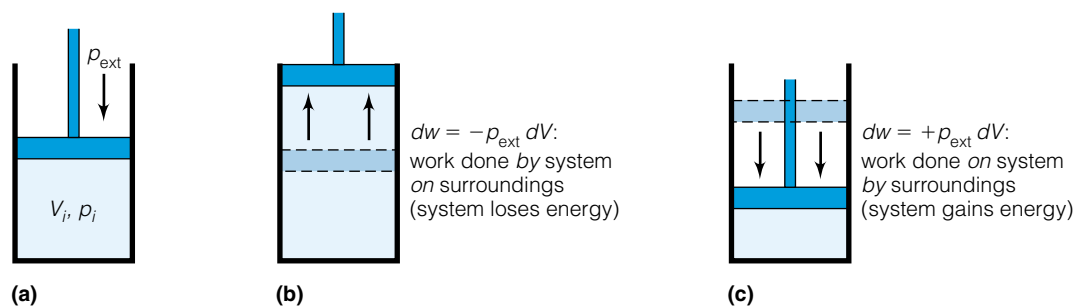 p_ext
V_i, p_i
(a)
dw = −p_ext dV:
work done by system
on surroundings
(system loses energy)
(b)
dw = +p_ext dV:
work done on system
by surroundings
(system gains energy)
(c)